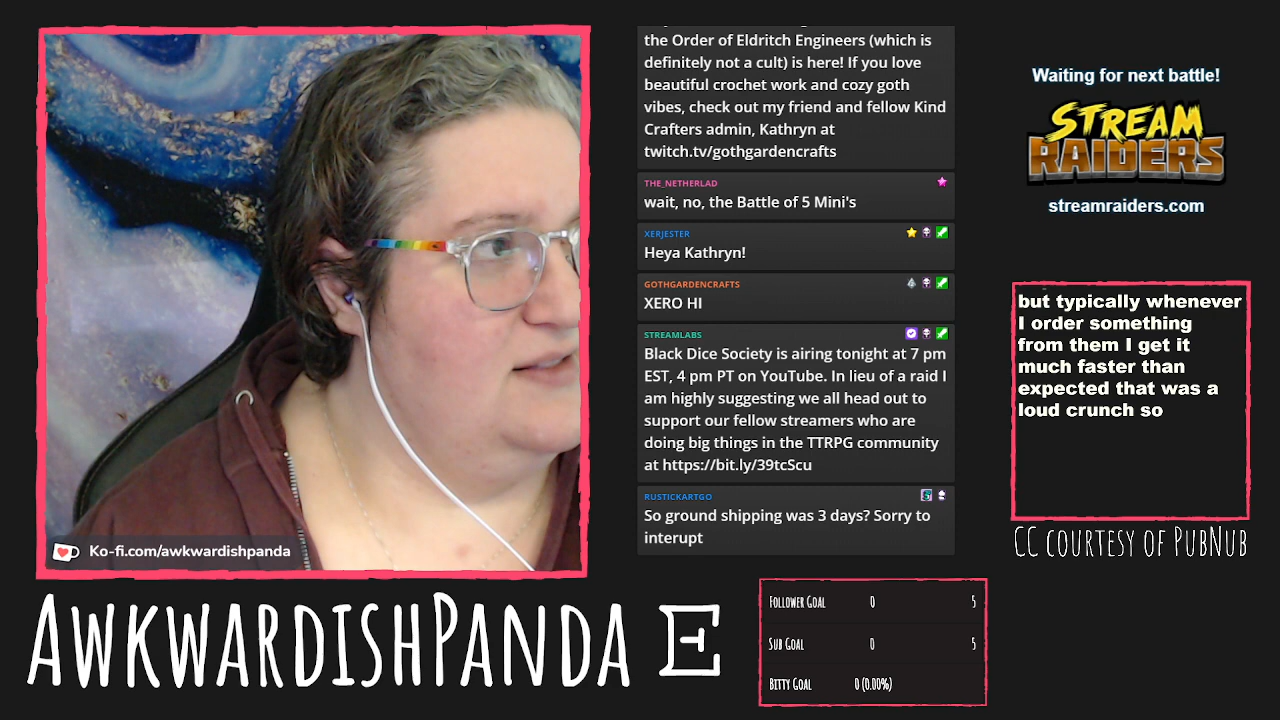 the Order of Eldritch Engineers (which is
definitely not a cult) is here! If you love
beautiful crochet work and cozy goth
vibes, check out my friend and fellow Kind
Crafters admin, Kathryn at
twitch.tv/gothgardencrafts
THE_NETHERLAD
wait, no, the Battle of 5 Mini's
XERJESTER
Heya Kathryn!
GOTHGARDENCRAFTS
XERO HI
STREAMLABS
Black Dice Society is airing tonight at 7 pm
EST, 4 pm PT on YouTube. In lieu of a raid I
am highly suggesting we all head out to
support our fellow streamers who are
doing big things in the TTRPG community
at https://bit.ly/39tcScu
RUSTICKARTGO
So ground shipping was 3 days? Sorry to
interupt
Waiting for next battle!
STREAM
RAIDERS
streamraiders.com
but typically whenever
I order something
from them I get it
much faster than
expected that was a
loud crunch so
CC COURTESY OF PUBNUB
Ko-fi.com/awkwardishpanda
AWKWARDISHPANDA E
FOLLOWER GOAL 0 5
SUB GOAL 0 5
BITTY GOAL 0 (0.00%)